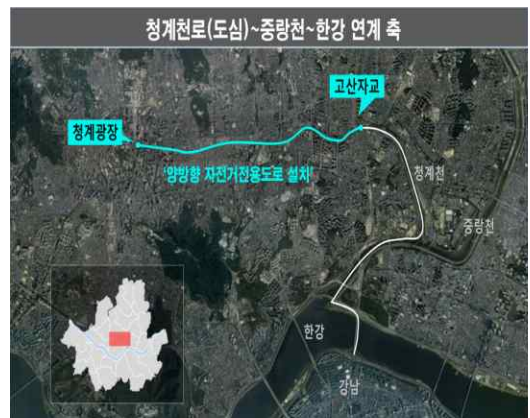 청계천로(도심)~중랑천~한강 연계 축
고산자교
청계광장
'양방향 자전거전용도로 설치'
청계천
중랑천
한강
강남